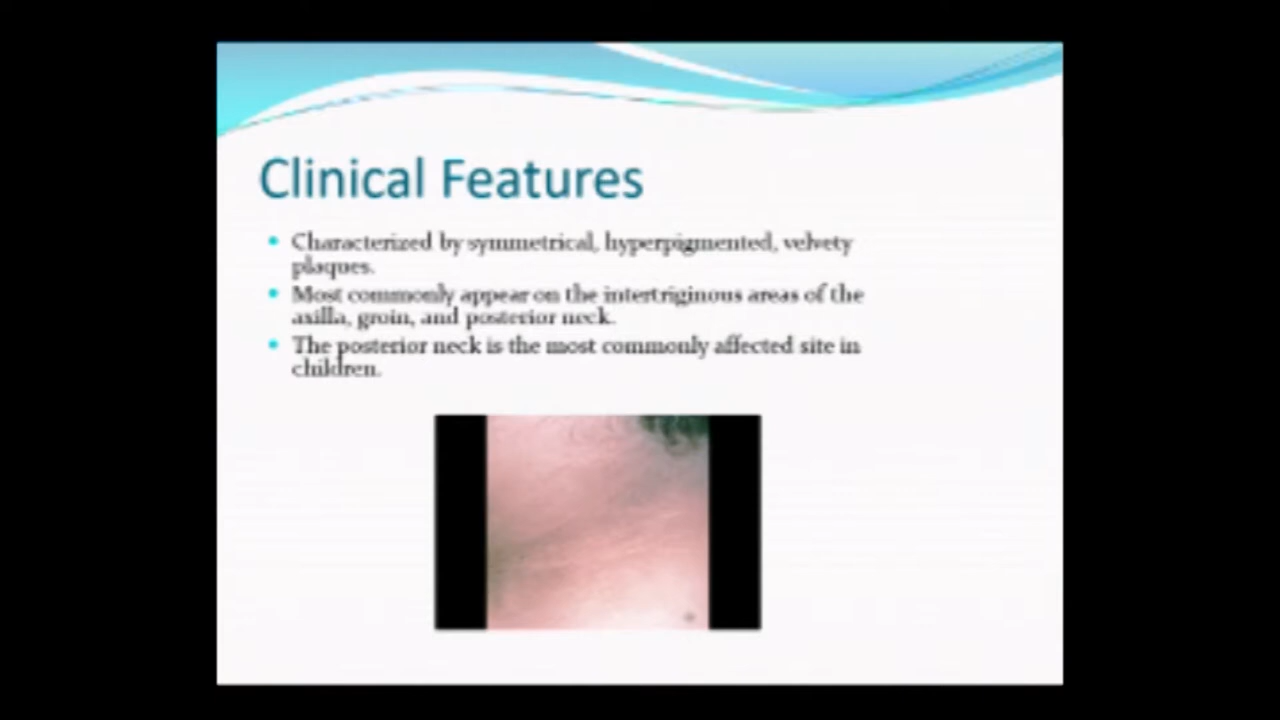 Clinical Features
• Characterized by symmetrical, hyperpigmented, velvety
plaques.
• Most commonly appear on the intertriginous areas of the
axilla, groin, and posterior neck.
• The posterior neck is the most commonly affected site in
children.